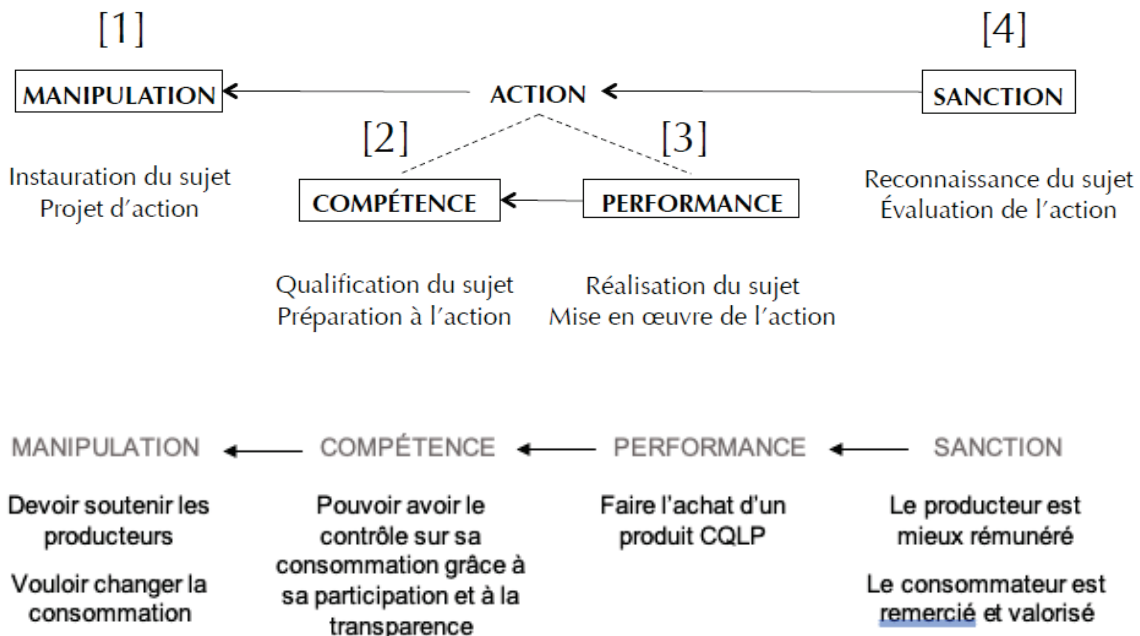 [1]
[4]
MANIPULATION
ACTION
SANCTION
[2]
[3]
Instauration du sujet
Projet d'action
COMPÉTENCE
PERFORMANCE
Reconnaissance du sujet
Évaluation de l'action
Qualification du sujet
Préparation à l'action
Réalisation du sujet
Mise en œuvre de l'action
MANIPULATION
COMPÉTENCE
PERFORMANCE
SANCTION
Devoir soutenir les
producteurs
Vouloir changer la
consommation
Pouvoir avoir le
contrôle sur sa
consommation grâce à
sa participation et à la
transparence
Faire l'achat d'un
produit CQLP
Le producteur est
mieux rémunéré
Le consommateur est
remercié et valorisé